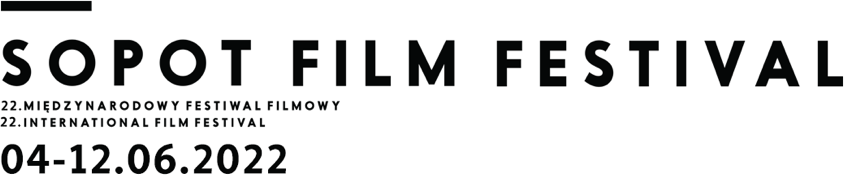 SOPOT FILM FESTIVAL
22.MIĘDZYNARODOWY FESTIWAL FILMOWY
22.INTERNATIONAL FILM FESTIVAL
04-12.06.2022